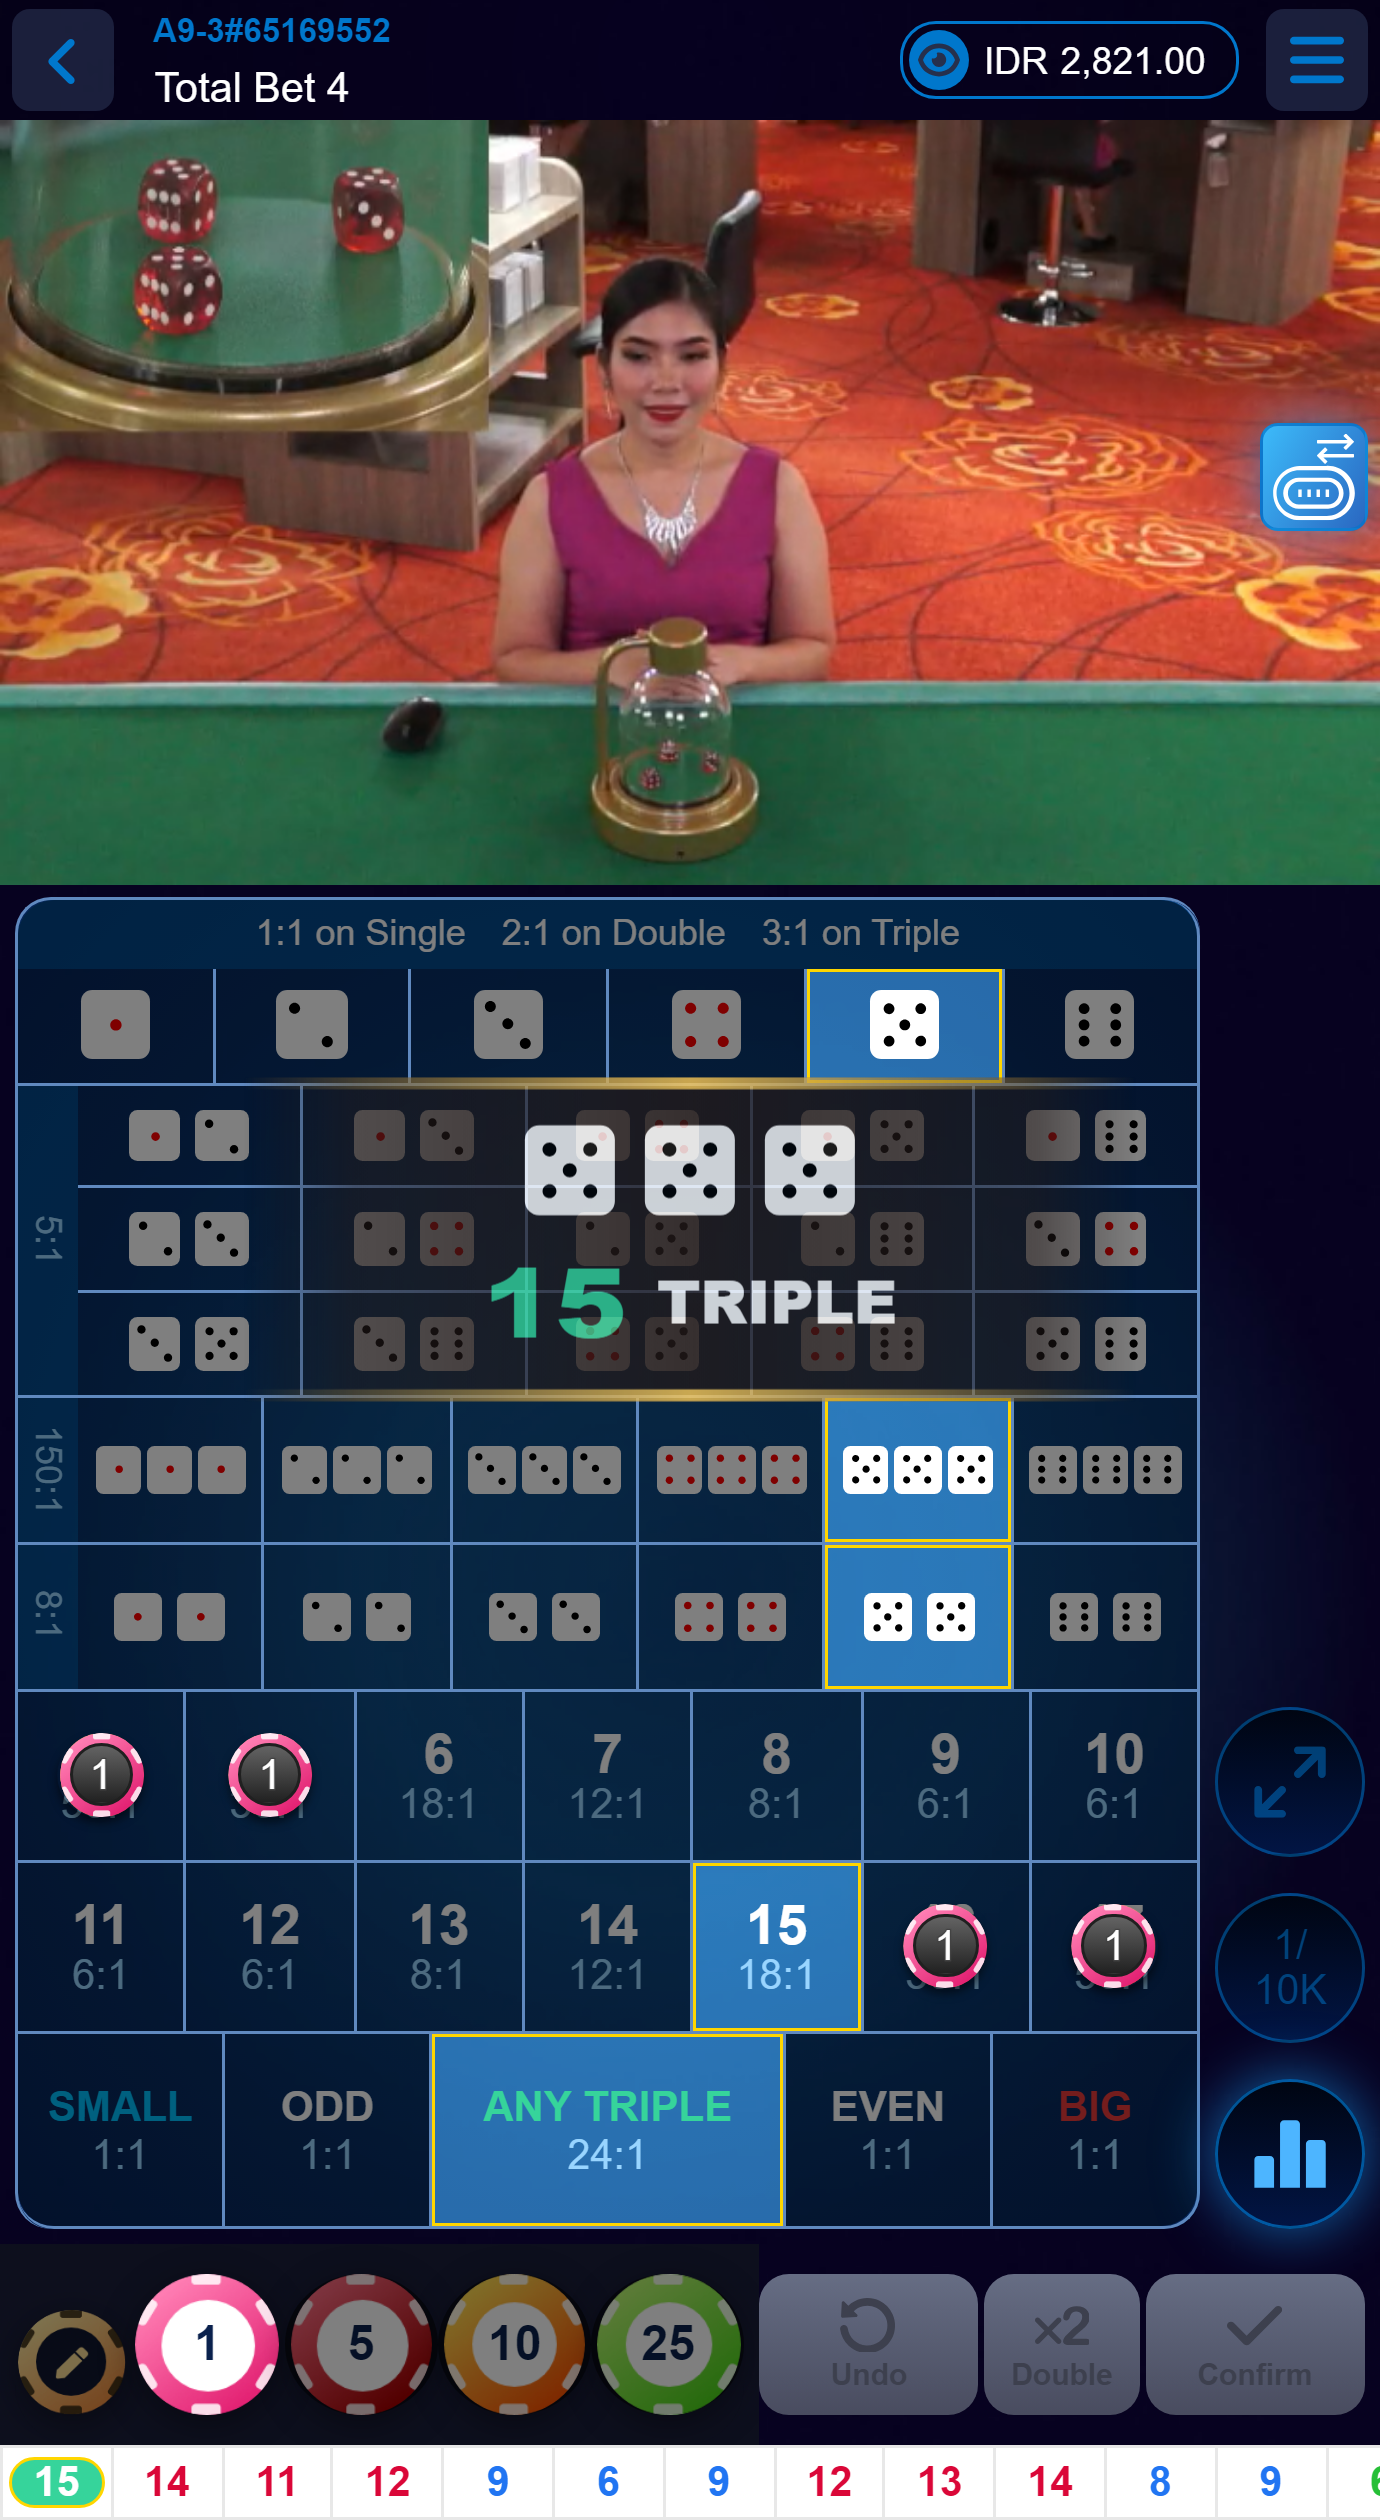 A9-3#65169552
Total Bet 4
IDR 2,821.00
1:1 on Single 2:1 on Double 3:1 on Triple
5:1
15 TRIPLE
150:1
8:1
1 1 6 7 8 9 10
18:1 12:1 8:1 6:1 6:1
11 12 13 14 15 1 1
6:1 6:1 8:1 12:1 18:1
1/
10K
SMALL ODD ANY TRIPLE EVEN BIG
1:1 1:1 24:1 1:1 1:1
1 5 10 25
x2
Undo Double Confirm
15 14 11 12 9 6 9 12 13 14 8 9